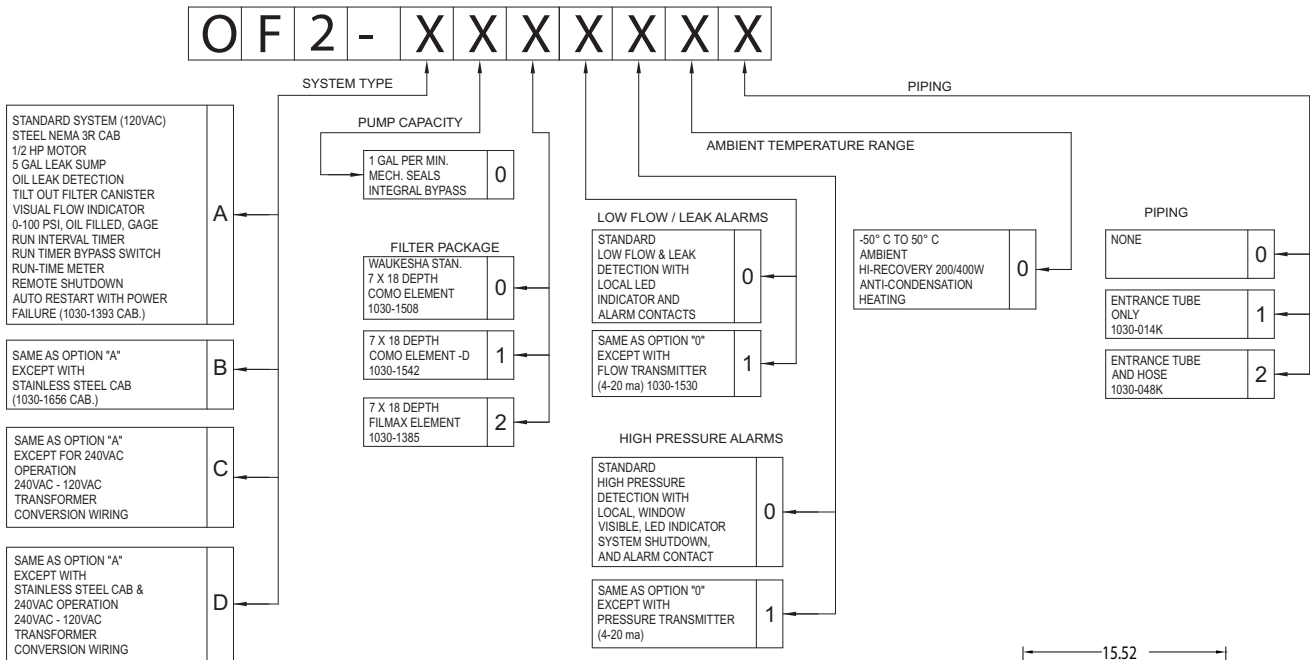 OF2-XXXXXXX
SYSTEM TYPE
STANDARD SYSTEM (120VAC)
STEEL NEMA 3R CAB
1/2 HP MOTOR
5 GAL LEAK SUMP
OIL LEAK DETECTION
TILT OUT FILTER CANISTER
VISUAL FLOW INDICATOR
0-100 PSI, OIL FILLED, GAGE
RUN INTERVAL TIMER
RUN TIMER BYPASS SWITCH
RUN-TIME METER
REMOTE SHUTDOWN
AUTO RESTART WITH POWER
FAILURE (1030-1393 CAB.)
A
SAME AS OPTION "A"
EXCEPT WITH
STAINLESS STEEL CAB
(1030-1656 CAB.)
B
SAME AS OPTION "A"
EXCEPT FOR 240VAC
OPERATION
240VAC - 120VAC
TRANSFORMER
CONVERSION WIRING
C
SAME AS OPTION "A"
EXCEPT WITH
STAINLESS STEEL CAB &
240VAC OPERATION
240VAC - 120VAC
TRANSFORMER
CONVERSION WIRING
D
PUMP CAPACITY
1 GAL PER MIN.
MECH. SEALS
INTEGRAL BYPASS
0
FILTER PACKAGE
WAUKESHA STAN.
7 X 18 DEPTH
COMO ELEMENT
1030-1508
0
7 X 18 DEPTH
COMO ELEMENT -D
1030-1542
1
7 X 18 DEPTH
FILMAX ELEMENT
1030-1385
2
LOW FLOW / LEAK ALARMS
STANDARD
LOW FLOW & LEAK
DETECTION WITH
LOCAL LED
INDICATOR AND
ALARM CONTACTS
0
SAME AS OPTION "0"
EXCEPT WITH
FLOW TRANSMITTER
(4-20 ma) 1030-1530
1
HIGH PRESSURE ALARMS
STANDARD
HIGH PRESSURE
DETECTION WITH
LOCAL, WINDOW
VISIBLE, LED INDICATOR
SYSTEM SHUTDOWN,
AND ALARM CONTACT
0
SAME AS OPTION "0"
EXCEPT WITH
PRESSURE TRANSMITTER
(4-20 ma)
1
AMBIENT TEMPERATURE RANGE
-50° C TO 50° C
AMBIENT
HI-RECOVERY 200/400W
ANTI-CONDENSATION
HEATING
0
PIPING
PIPING
NONE
0
ENTRANCE TUBE
ONLY
1030-014K
1
ENTRANCE TUBE
AND HOSE
1030-048K
2
15.52